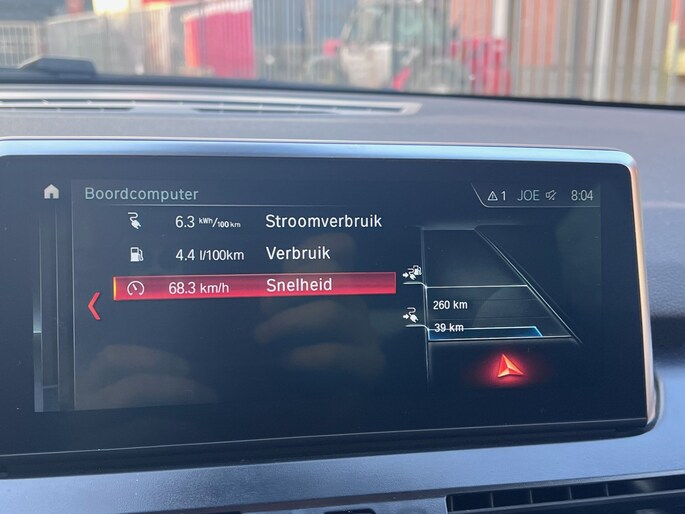 Boordcomputer
1 JOE 8:04
6.3 kWh/100km Stroomverbruik
4.4 l/100km Verbruik
68.3 km/h Snelheid
260 km
39 km